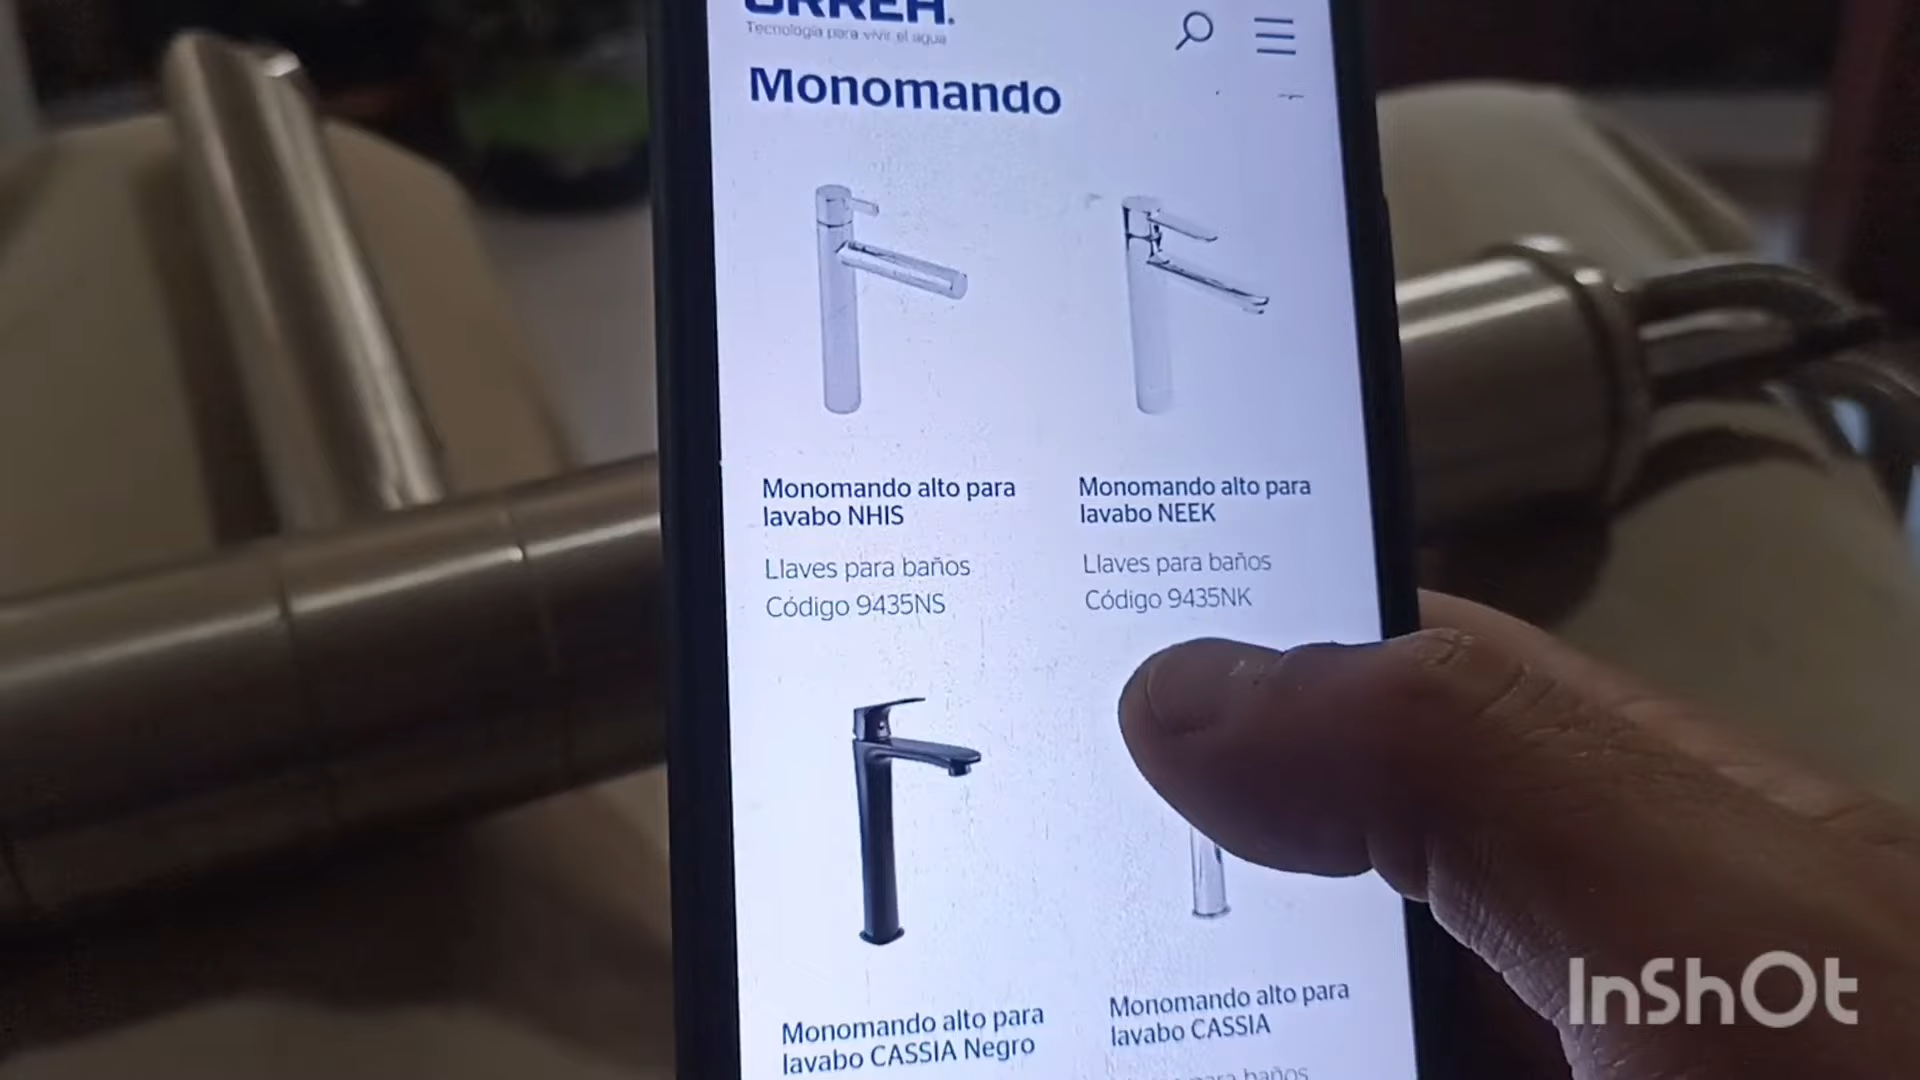 URREA.
Tecnología para vivir el agua
Monomando
Monomando alto para
lavabo NHIS
Llaves para baños
Código 9435NS
Monomando alto para
lavabo NEEK
Llaves para baños
Código 9435NK
Monomando alto para
lavabo CASSIA Negro
Monomando alto para
lavabo CASSIA
para baños
InShOt